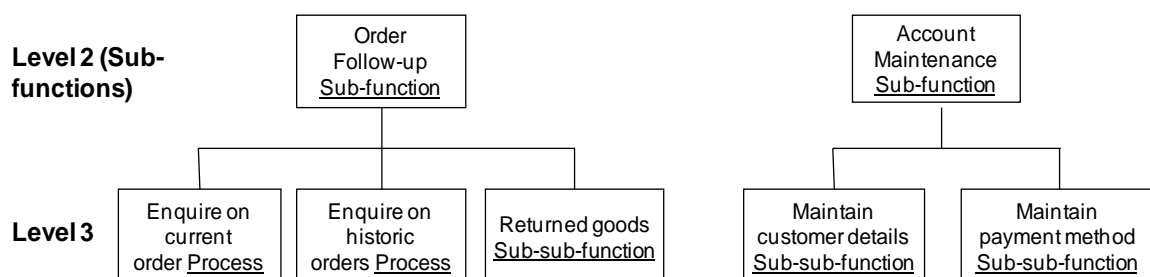 Level 2 (Sub-
functions)
Order
Follow-up
Sub-function
Account
Maintenance
Sub-function
Level 3
Enquire on
current
order Process
Enquire on
historic
orders Process
Returned goods
Sub-sub-function
Maintain
customer details
Sub-sub-function
Maintain
payment method
Sub-sub-function